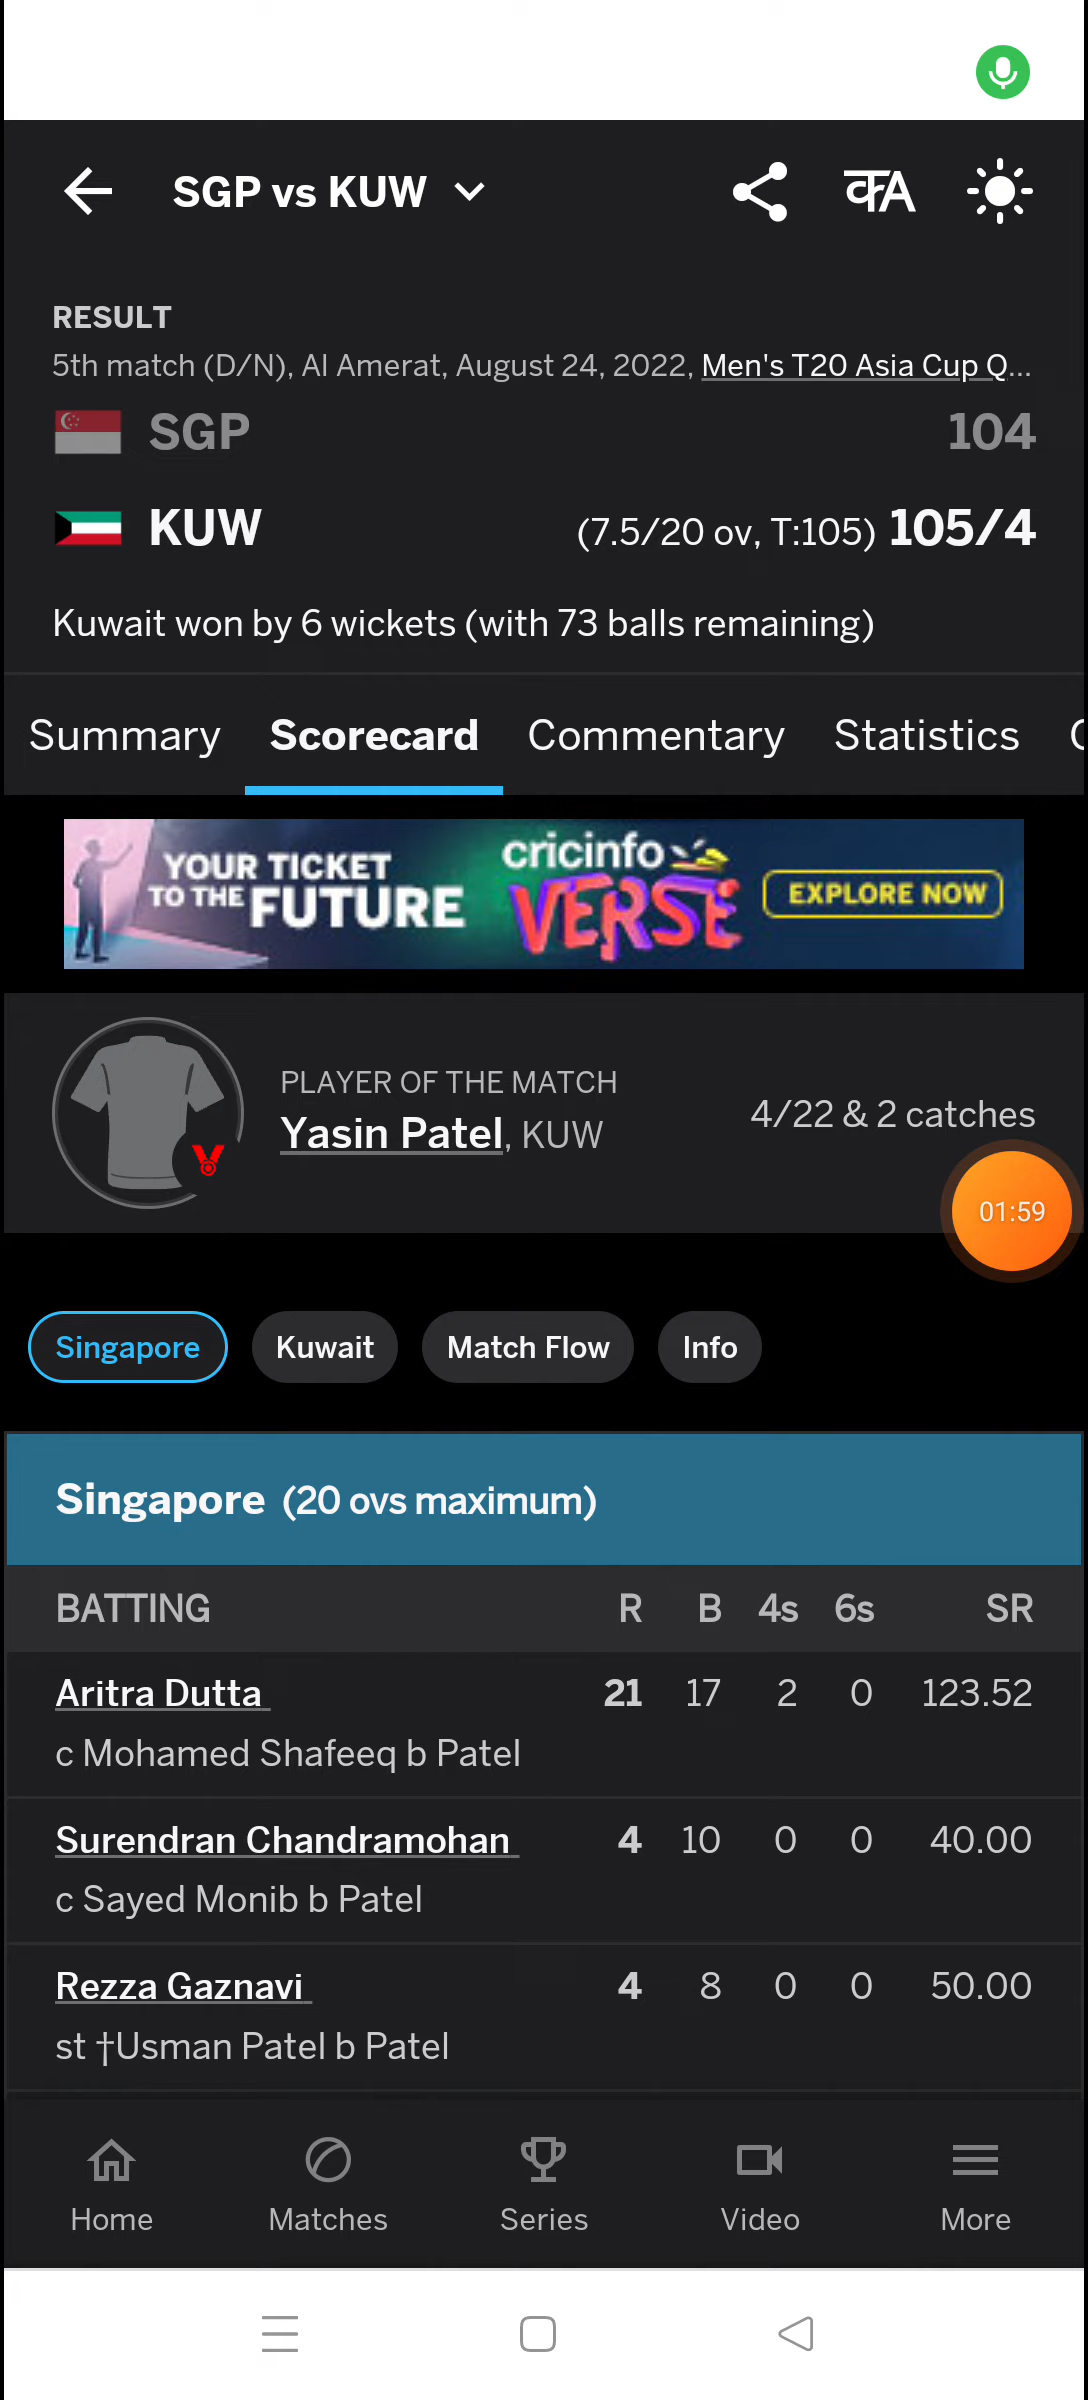 SGP vs KUW
कA
RESULT
5th match (D/N), Al Amerat, August 24, 2022, Men's T20 Asia Cup Q...
SGP 104
KUW (7.5/20 ov, T:105) 105/4
Kuwait won by 6 wickets (with 73 balls remaining)
Summary Scorecard Commentary Statistics
YOUR TICKET TO THE FUTURE
cricinfo VERSE
EXPLORE NOW
PLAYER OF THE MATCH
Yasin Patel, KUW
4/22 & 2 catches
01:59
Singapore Kuwait Match Flow Info
Singapore (20 ovs maximum)
BATTING R B 4s 6s SR
Aritra Dutta 21 17 2 0 123.52
c Mohamed Shafeeq b Patel
Surendran Chandramohan 4 10 0 0 40.00
c Sayed Monib b Patel
Rezza Gaznavi 4 8 0 0 50.00
st †Usman Patel b Patel
Home Matches Series Video More